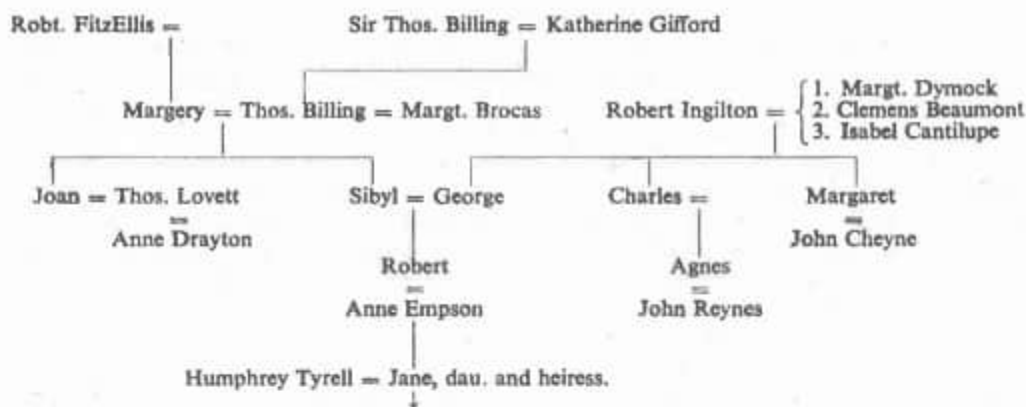 Robt. FitzEllis = Sir Thos. Billing = Katherine Gifford
Margery = Thos. Billing = Margt. Brocas Robert Ingilton = { 1. Margt. Dymock
2. Clemens Beaumont
3. Isabel Cantilupe
Joan = Thos. Lovett Sibyl = George Charles = Margaret
= =
Anne Drayton John Cheyne
Robert Agnes
= =
Anne Empson John Reynes
Humphrey Tyrell = Jane, dau. and heiress.